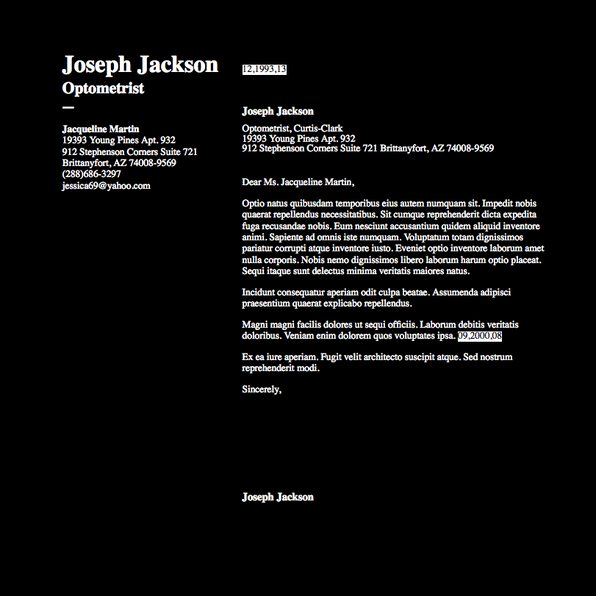 Joseph Jackson
Optometrist
—
Jacqueline Martin
19393 Young Pines Apt. 932
912 Stephenson Corners Suite 721
Brittanyfort, AZ 74008-9569
(288)686-3297
jessica69@yahoo.com
12,1993,13
Joseph Jackson
Optometrist, Curtis-Clark
19393 Young Pines Apt. 932
912 Stephenson Corners Suite 721 Brittanyfort, AZ 74008-9569
Dear Ms. Jacqueline Martin,
Optio natus quibusdam temporibus eius autem numquam sit. Impedit nobis
quaerat repellendus necessitatibus. Sit cumque reprehenderit dicta expedita
fuga recusandae nobis. Eum nesciunt accusantium quidem aliquid inventore
animi. Sapiente ad omnis iste numquam. Voluptatum totam dignissimos
pariatur corrupti atque inventore iusto. Eveniet optio inventore laborum amet
nulla corporis. Nobis nemo dignissimos libero laborum harum optio placeat.
Sequi itaque sunt delectus minima veritatis maiores natus.
Incidunt consequatur aperiam odit culpa beatae. Assumenda adipisci
praesentium quaerat explicabo repellendus.
Magni magni facilis dolores ut sequi officiis. Laborum debitis veritatis
doloribus. Veniam enim dolorem quos voluptates ipsa. 09,2000,08
Ex ea iure aperiam. Fugit velit architecto suscipit atque. Sed nostrum
reprehenderit modi.
Sincerely,
Joseph Jackson